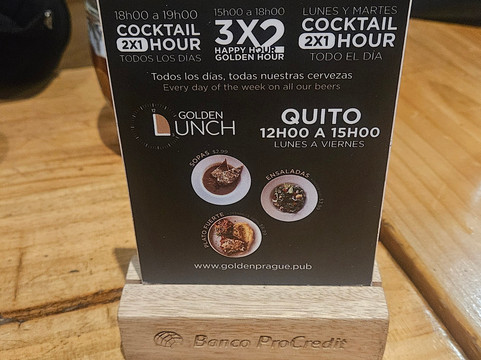 18h00 a 19h00
COCKTAIL
2X1 HOUR
TODOS LOS DÍAS
15h00 a 18h00
3X2
HAPPY HOUR
GOLDEN HOUR
LUNES Y MARTES
COCKTAIL
2X1 HOUR
TODO EL DÍA
Todos los días, todas nuestras cervezas
Every day of the week on all our beers
GOLDEN
LUNCH
QUITO
12H00 A 15H00
LUNES A VIERNES
SOPAS
ENSALADAS
PLATO FUERTE
www.goldenprague.pub
Banco ProCredit